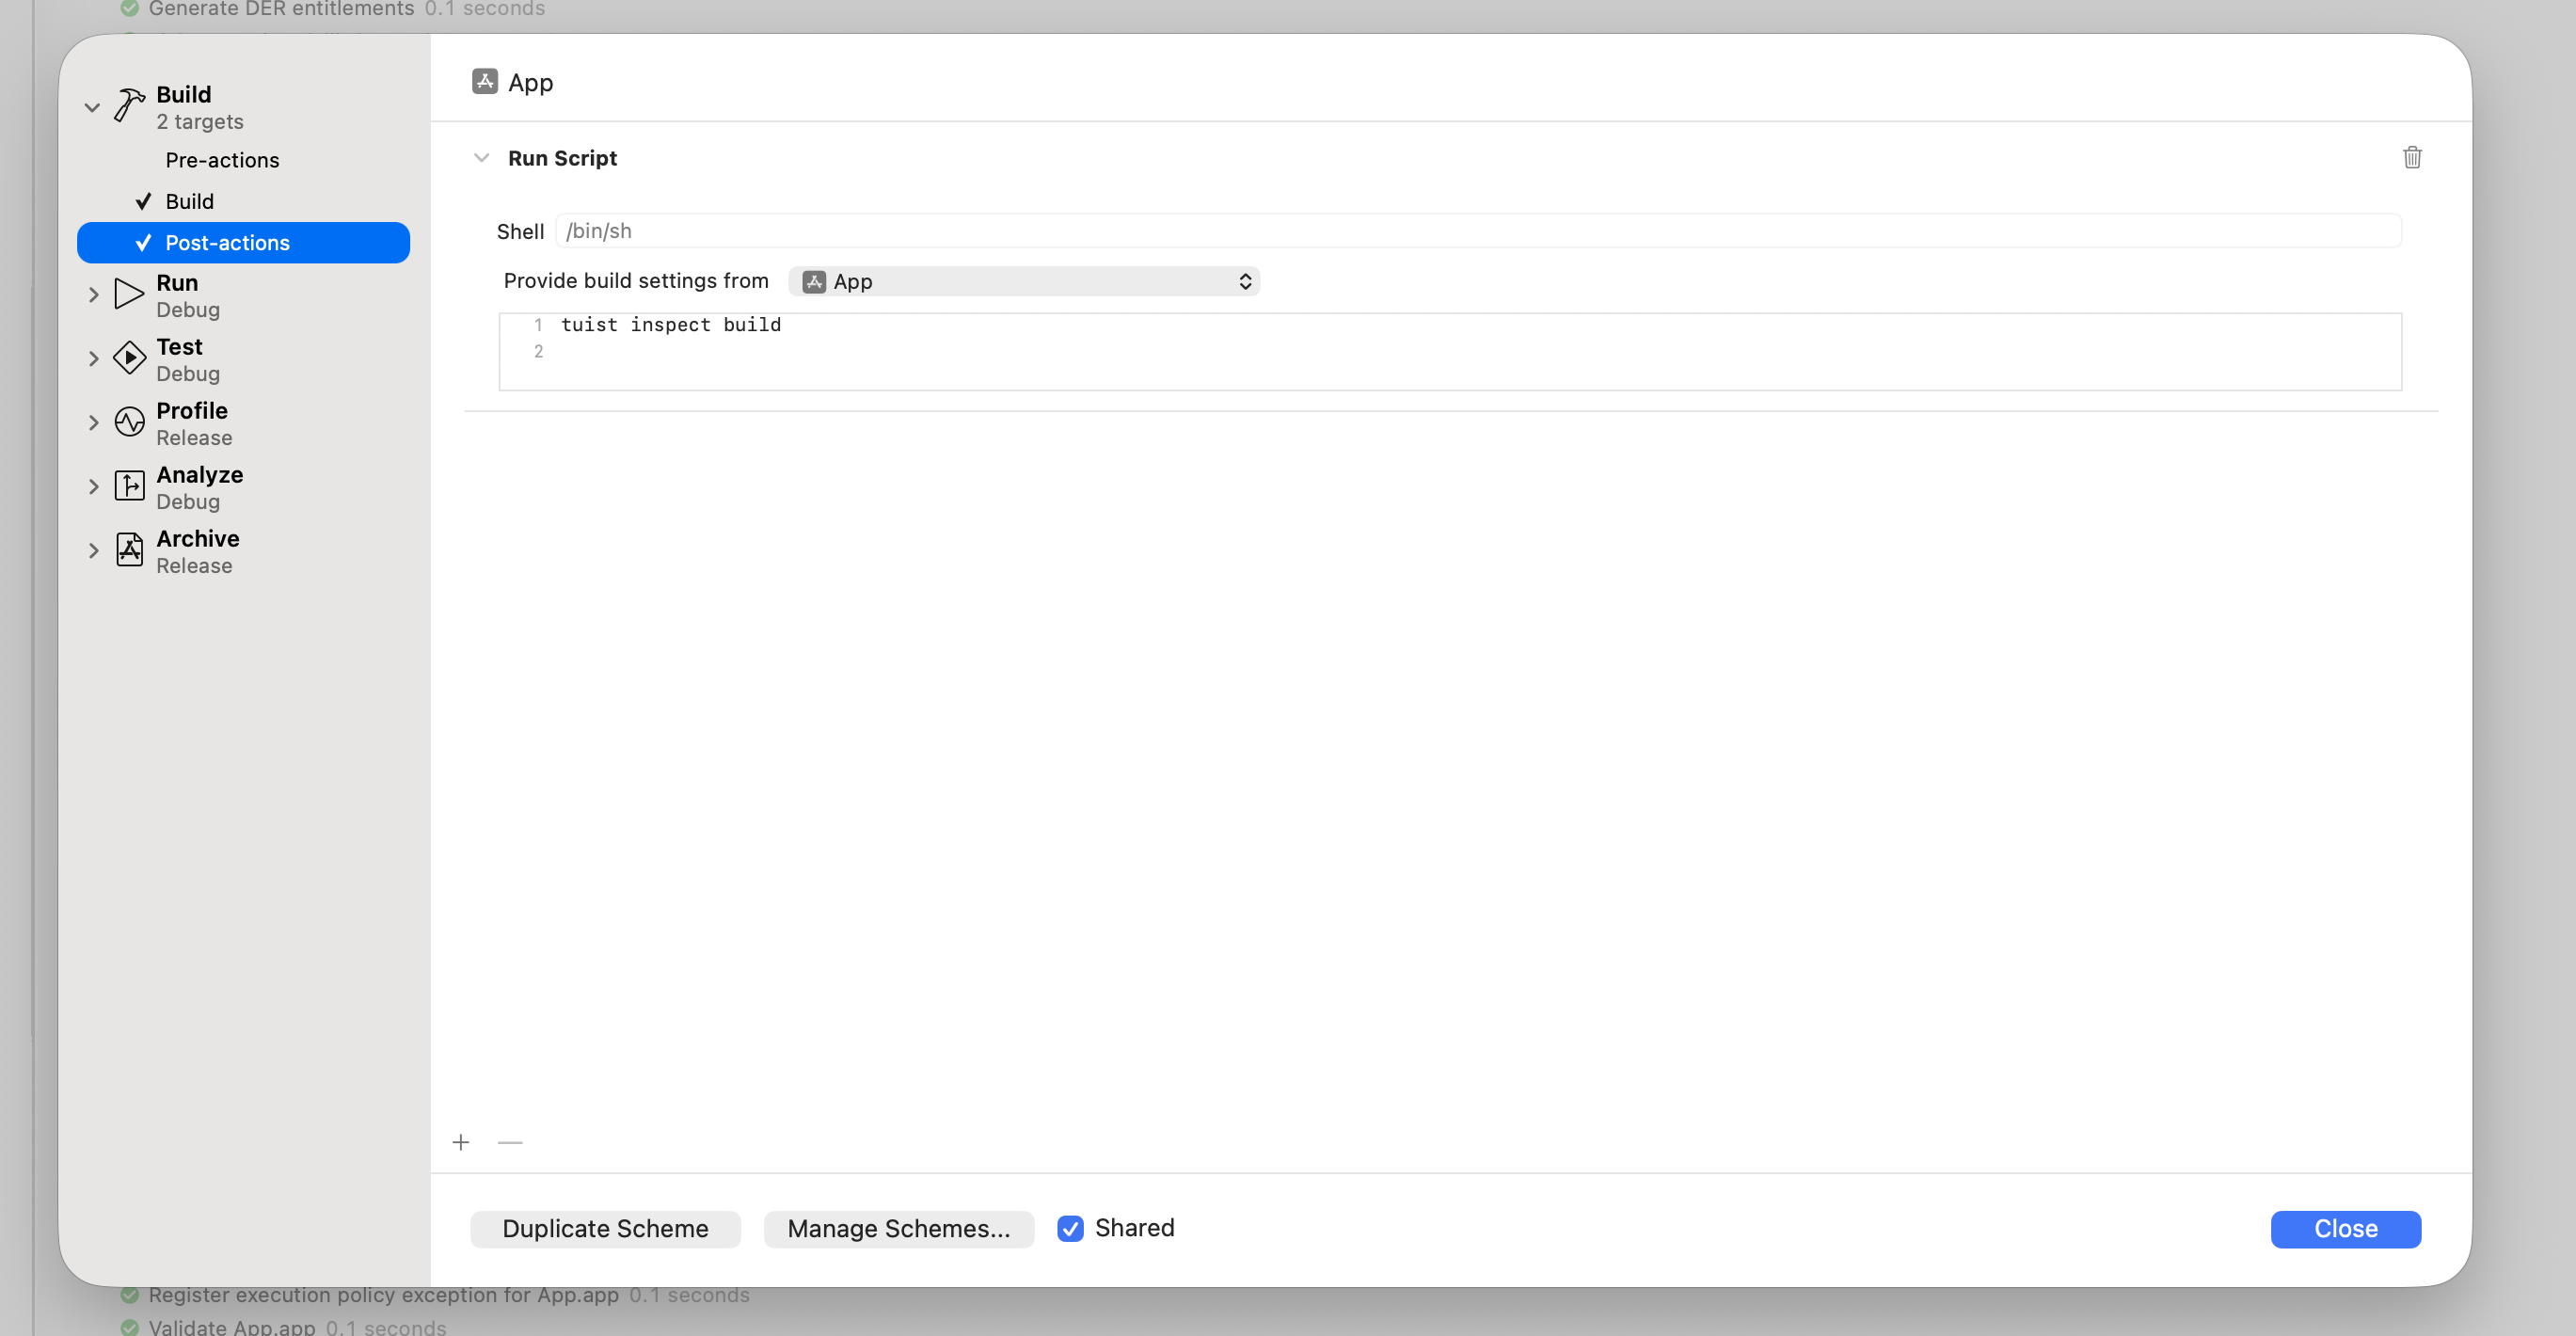 Generate DER entitlements 0.1 seconds
Build
2 targets
Pre-actions
Build
Post-actions
Run
Debug
Test
Debug
Profile
Release
Analyze
Debug
Archive
Release
App
Run Script
Shell /bin/sh
Provide build settings from App
1 tuist inspect build
2
Duplicate Scheme Manage Schemes... Shared Close
Register execution policy exception for App.app 0.1 seconds
Validate App.app 0.1 seconds